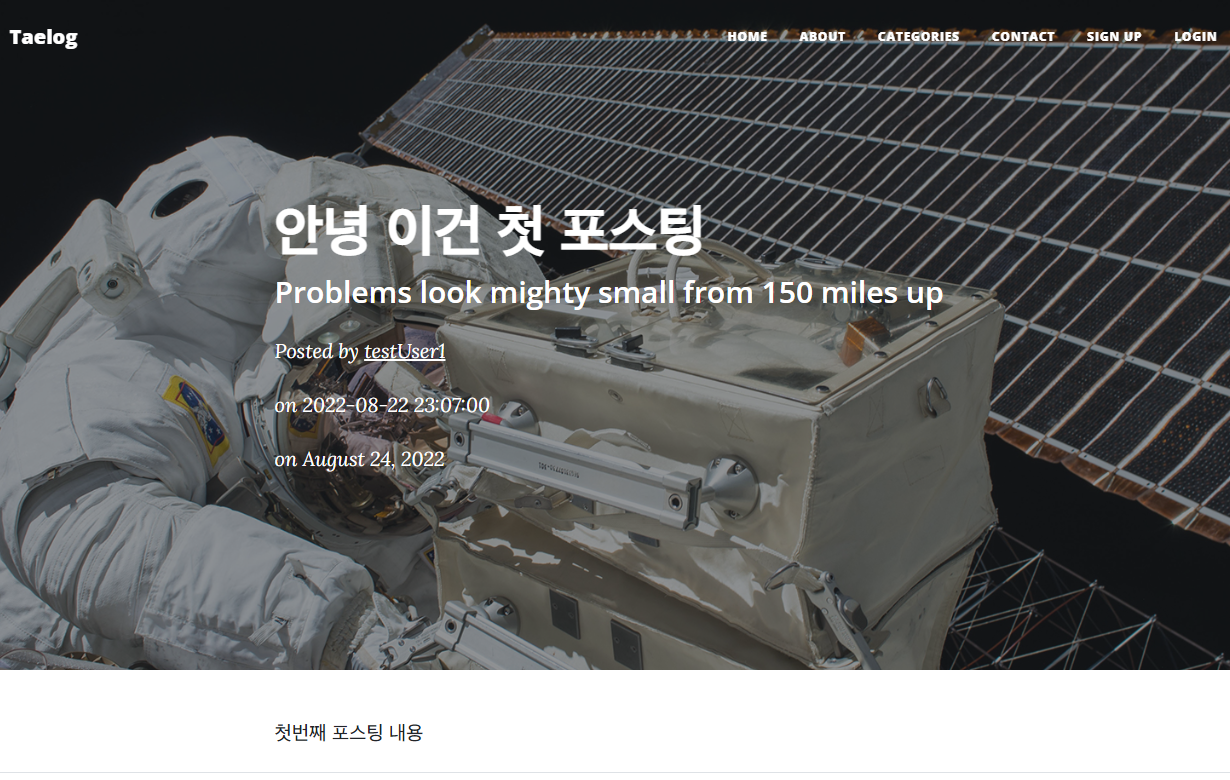 Taelog
HOME ABOUT CATEGORIES CONTACT SIGN UP LOGIN
안녕 이건 첫 포스팅
Problems look mighty small from 150 miles up
Posted by testUser1
on 2022-08-22 23:07:00
on August 24, 2022
첫번째 포스팅 내용